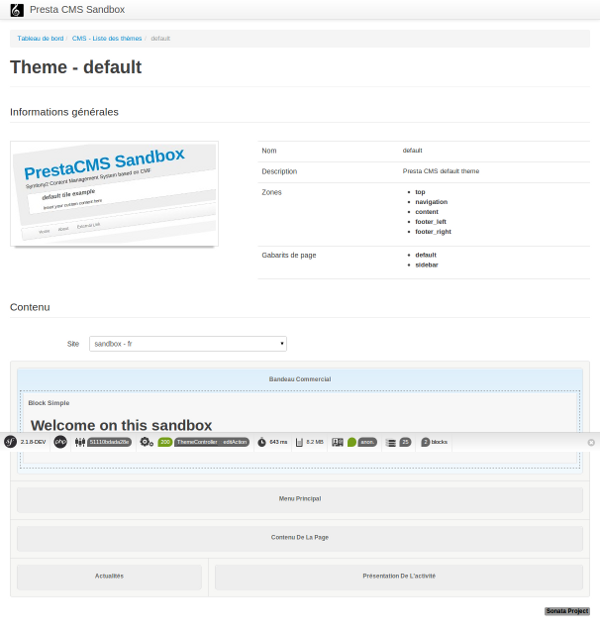 Presta CMS Sandbox
Tableau de bord / CMS - Liste des thèmes / default
Theme - default
Informations générales
PrestaCMS Sandbox
Symfony2 Content Management System based on CMF
default tile example
Insert your custom content here
Home About External Link
Nom default
Description Presta CMS default theme
Zones
top
navigation
content
footer_left
footer_right
Gabarits de page
default
sidebar
Contenu
Site sandbox - fr
Bandeau Commercial
Block Simple
Welcome on this sandbox
sf 2.1.8-DEV php 200 ThemeController :: editAction 643 ms 8.2 MB anon. 25 2 blocks
Menu Principal
Contenu De La Page
Actualités Présentation De L'activité
Sonata Project